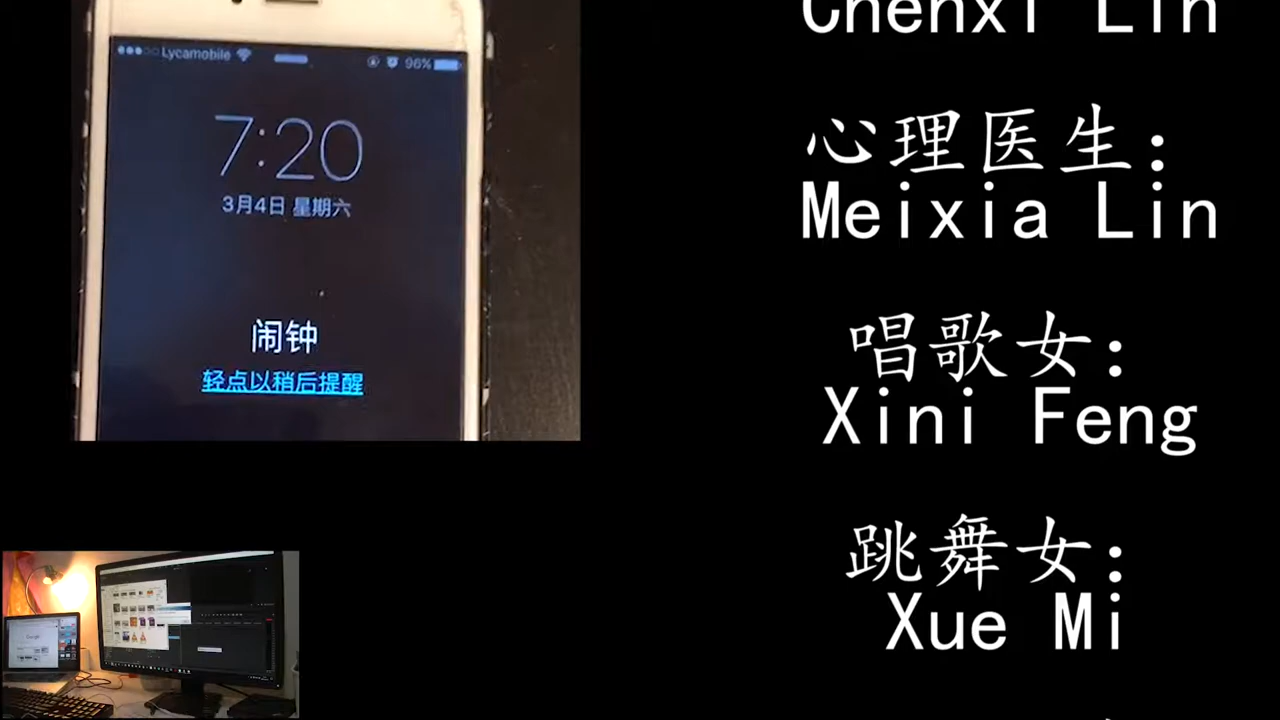 Lycamobile
96%
7:20
3月4日 星期六
闹钟
轻点以稍后提醒
Chenxi Lin
心理医生：
Meixia Lin
唱歌女：
Xini Feng
跳舞女：
Xue Mi
Google